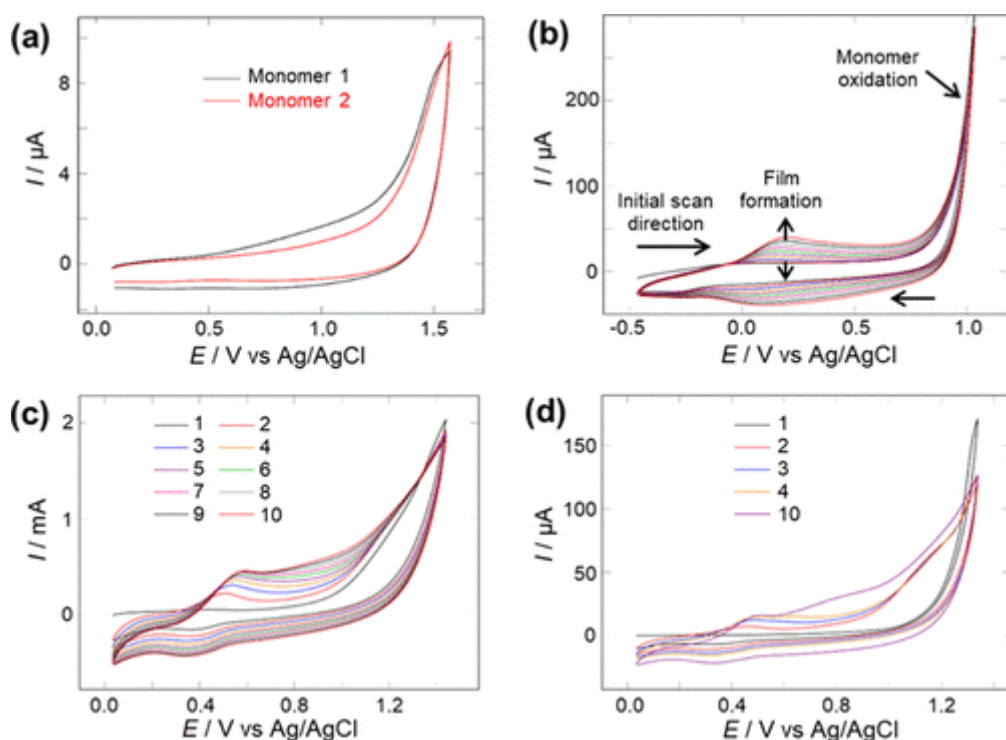 (a)
Monomer 1
Monomer 2
8
4
0
I / µA
0.0 0.5 1.0 1.5
E / V vs Ag/AgCl
(b)
Monomer
oxidation
Film
formation
Initial scan
direction
200
100
0
I / µA
-0.5 0.0 0.5 1.0
E / V vs Ag/AgCl
(c)
1 2
3 4
5 6
7 8
9 10
2
1
0
I / mA
0.0 0.4 0.8 1.2
E / V vs Ag/AgCl
(d)
1
2
3
4
10
150
100
50
0
I / µA
0.0 0.4 0.8 1.2
E / V vs Ag/AgCl